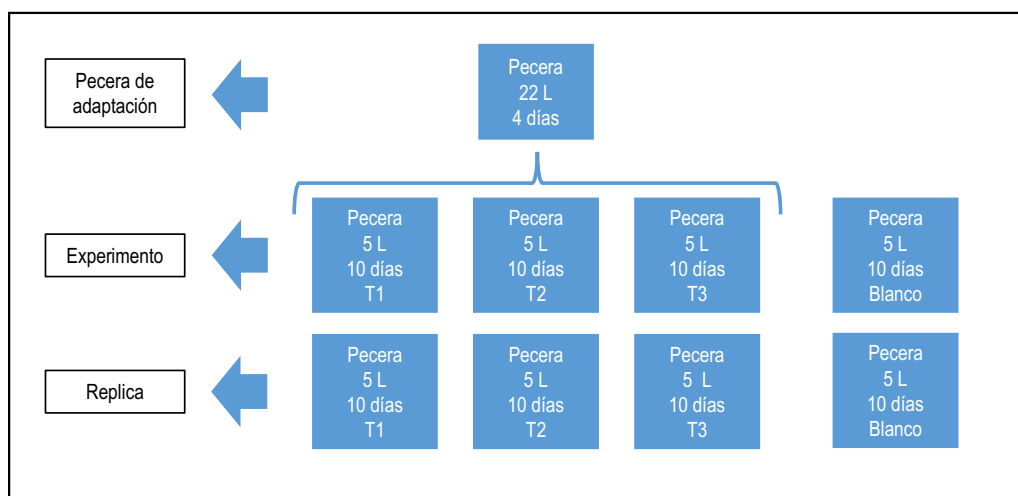 Pecera de
adaptación
Pecera
22 L
4 días
Experimento
Pecera
5 L
10 días
T1
Pecera
5 L
10 días
T2
Pecera
5 L
10 días
T3
Pecera
5 L
10 días
Blanco
Replica
Pecera
5 L
10 días
T1
Pecera
5 L
10 días
T2
Pecera
5 L
10 días
T3
Pecera
5 L
10 días
Blanco